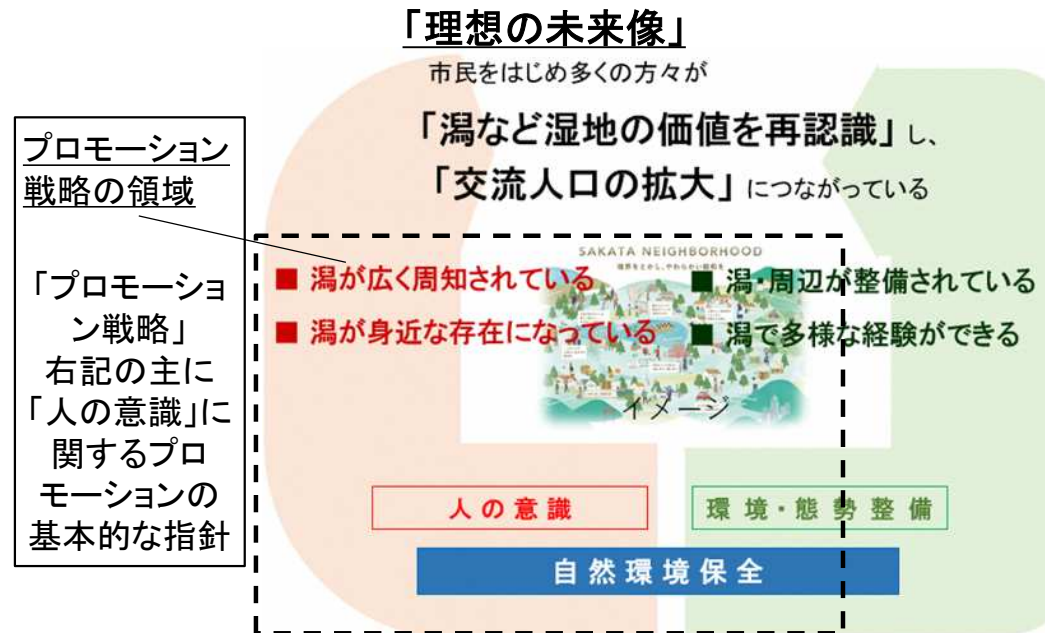 「理想の未来像」
市民をはじめ多くの方々が
「潟など湿地の価値を再認識」し、
「交流人口の拡大」につながっている
プロモーション
戦略の領域
「プロモーショ
ン戦略」
右記の主に
「人の意識」に
関するプロ
モーションの
基本的な指針
SAKATA NEIGHBORHOOD
■ 潟が広く周知されている
■ 潟が身近な存在になっている
■ 潟・周辺が整備されている
■ 潟で多様な経験ができる
イメージ
人の意識
環境・態勢整備
自然環境保全